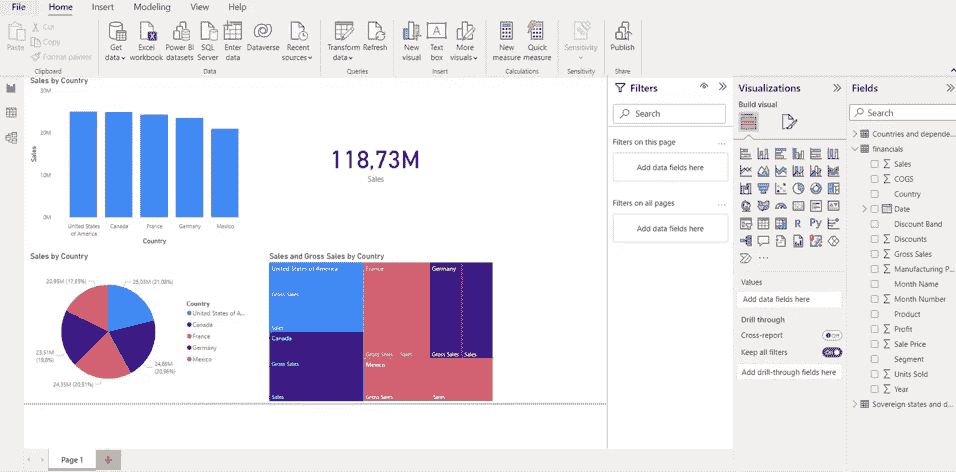 File Home Insert Modeling View Help
Paste
Cut
Copy
Format painter
Get data
Excel workbook
Power BI datasets
SQL Server
Enter data
Dataverse
Recent sources
Transform data
Refresh
New visual
Text box
More visuals
New measure
Quick measure
Sensitivity
Publish
Clipboard Data Queries Insert Calculations Sensitivity Share
Sales by Country
30M
20M
10M
0M
Sales
United States of America
Canada
France
Germany
Mexico
Country
118,73M
Sales
Sales by Country
20,95M (17,65%)
25,03M (21,08%)
23,51M (19,8%)
24,89M (20,96%)
24,35M (20,51%)
Country
United States of A...
Canada
France
Germany
Mexico
Sales and Gross Sales by Country
United States of America
Gross Sales
Sales
Canada
Gross Sales
Sales
France
Gross Sales Sales
Germany
Gross Sales Sales
Mexico
Gross Sales Sales
Page 1
Filters
Search
Filters on this page ...
Add data fields here
Filters on all pages ...
Add data fields here
Visualizations
Build visual
R Py
...
Values
Add data fields here
Drill through
Cross-report Off
Keep all filters On
Add drill-through fields here
Fields
Search
Countries and depende...
financials
Sales
COGS
Country
Date
Discount Band
Discounts
Gross Sales
Manufacturing P...
Month Name
Month Number
Product
Profit
Sale Price
Segment
Units Sold
Year
Sovereign states and d...